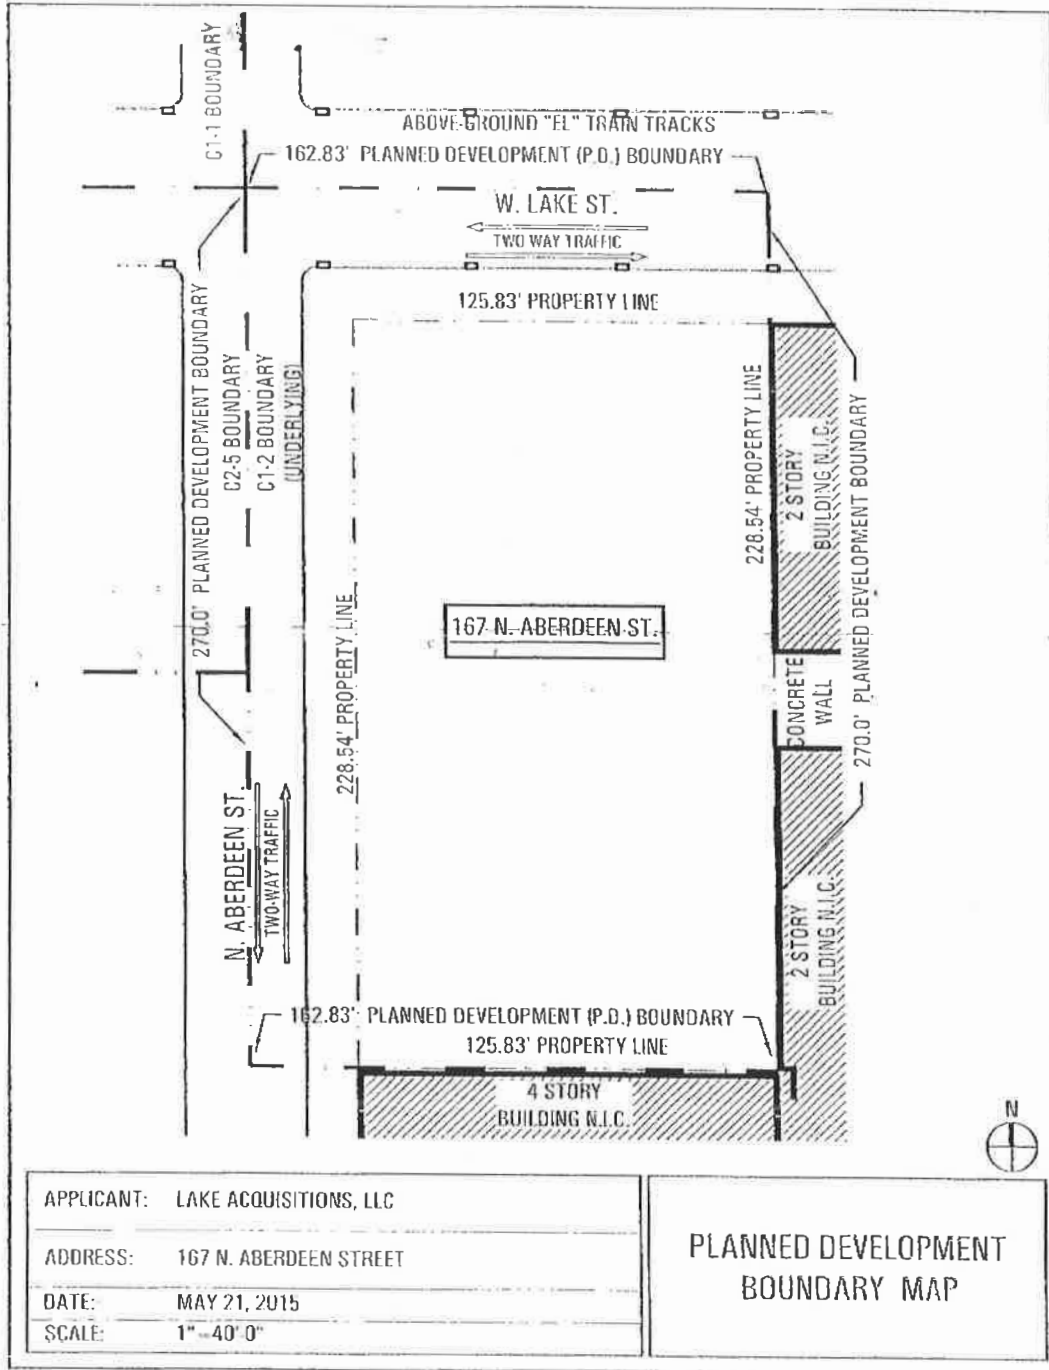 C1-1 BOUNDARY
ABOVE-GROUND "EL" TRAIN TRACKS
162.83' PLANNED DEVELOPMENT (P.D.) BOUNDARY
W. LAKE ST.
TWO WAY TRAFFIC
125.83' PROPERTY LINE
270.0' PLANNED DEVELOPMENT BOUNDARY
C2-5 BOUNDARY
C1-2 BOUNDARY
(UNDERLYING)
228.54' PROPERTY LINE
228.54' PROPERTY LINE
2 STORY
BUILDING N.I.C.
270.0' PLANNED DEVELOPMENT BOUNDARY
167 N. ABERDEEN ST.
CONCRETE
WALL
N. ABERDEEN ST.
TWO-WAY TRAFFIC
2 STORY
BUILDING N.I.C.
162.83' PLANNED DEVELOPMENT (P.D.) BOUNDARY
125.83' PROPERTY LINE
4 STORY
BUILDING N.I.C.
N
APPLICANT: LAKE ACQUISITIONS, LLC
ADDRESS: 167 N. ABERDEEN STREET
DATE: MAY 21, 2015
SCALE: 1" - 40'-0"
PLANNED DEVELOPMENT
BOUNDARY MAP